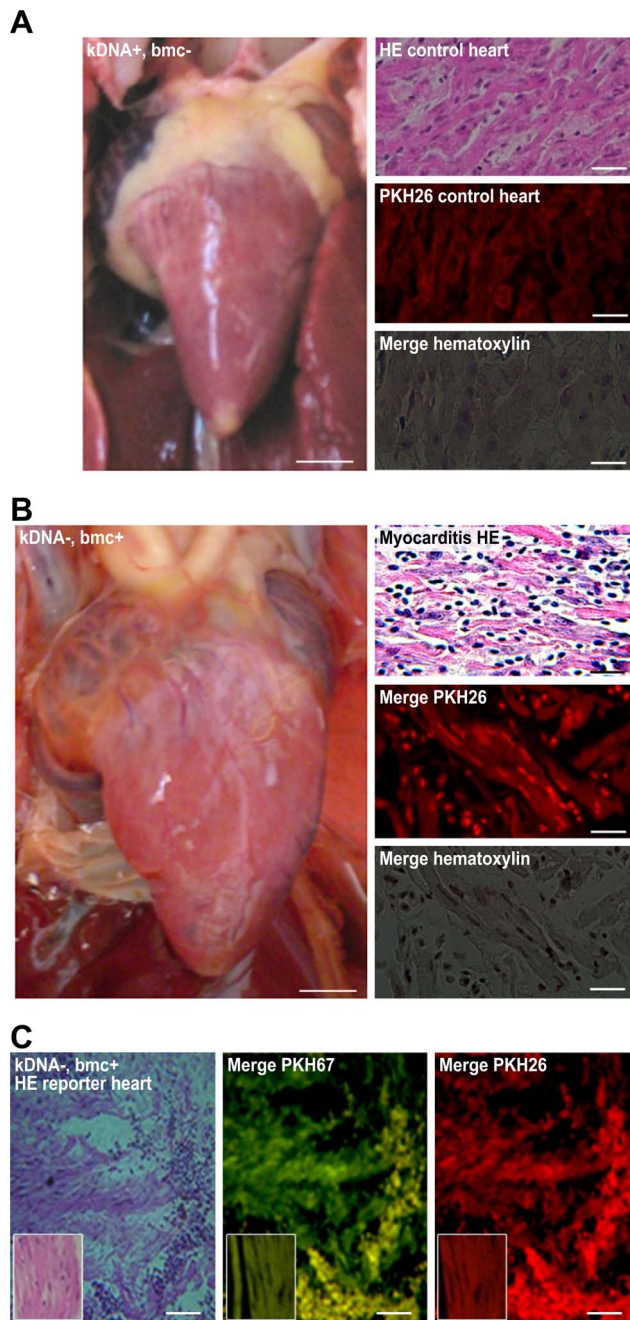 A
kDNA+, bmc-
HE control heart
PKH26 control heart
Merge hematoxylin
B
kDNA-, bmc+
Myocarditis HE
Merge PKH26
Merge hematoxylin
C
kDNA-, bmc+
HE reporter heart
Merge PKH67
Merge PKH26